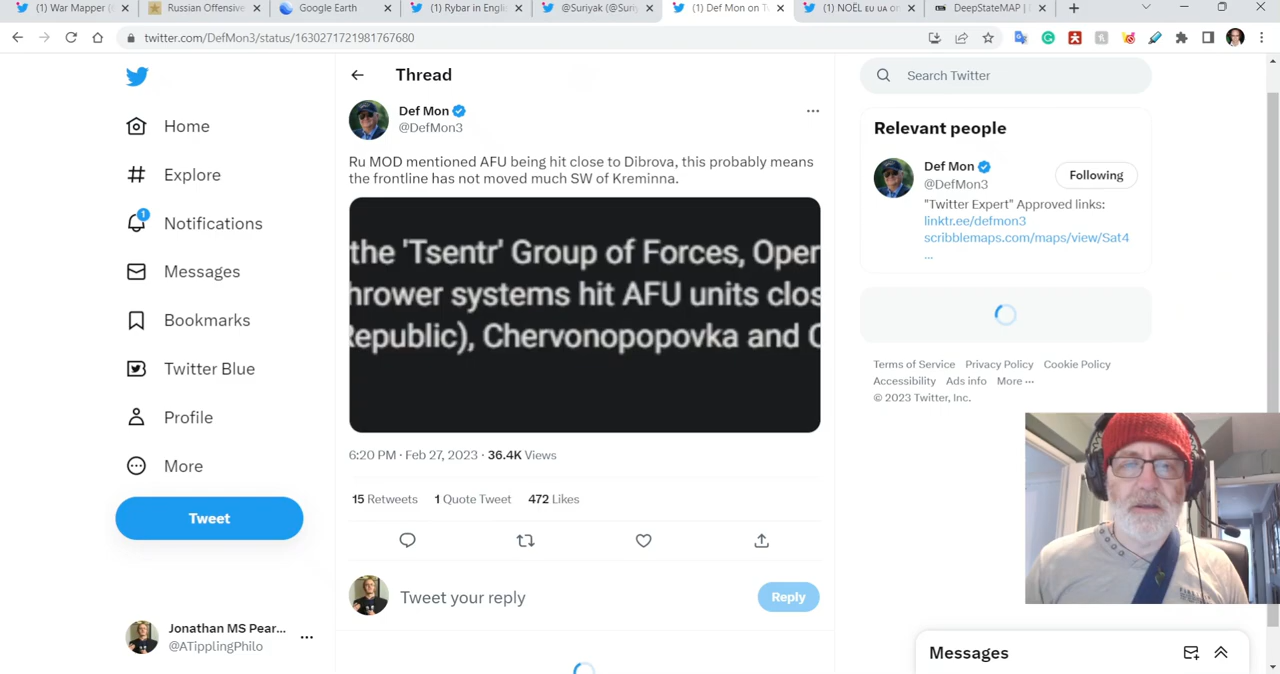 (1) War Mapper (
Russian Offensive
Google Earth
(1) Rybar in Engl
@Suriyak (@Suri
(1) Def Mon on Tw
(1) NOËL EU UA on
DeepStateMAP |
twitter.com/DefMon3/status/1630271721981767680
Thread
Home
Explore
1
Notifications
Messages
Bookmarks
Twitter Blue
Profile
More
Tweet
Jonathan MS Pear...
@ATipplingPhilo
Def Mon
@DefMon3
Ru MOD mentioned AFU being hit close to Dibrova, this probably means
the frontline has not moved much SW of Kreminna.
the 'Tsentr' Group of Forces, Oper
hrower systems hit AFU units clos
Republic), Chervonopopovka and C
6:20 PM · Feb 27, 2023 · 36.4K Views
15 Retweets 1 Quote Tweet 472 Likes
Tweet your reply
Reply
Search Twitter
Relevant people
Def Mon
@DefMon3
Following
"Twitter Expert" Approved links:
linktr.ee/defmon3
scribblemaps.com/maps/view/Sat4
...
Terms of Service Privacy Policy Cookie Policy
Accessibility Ads info More ...
© 2023 Twitter, Inc.
Messages